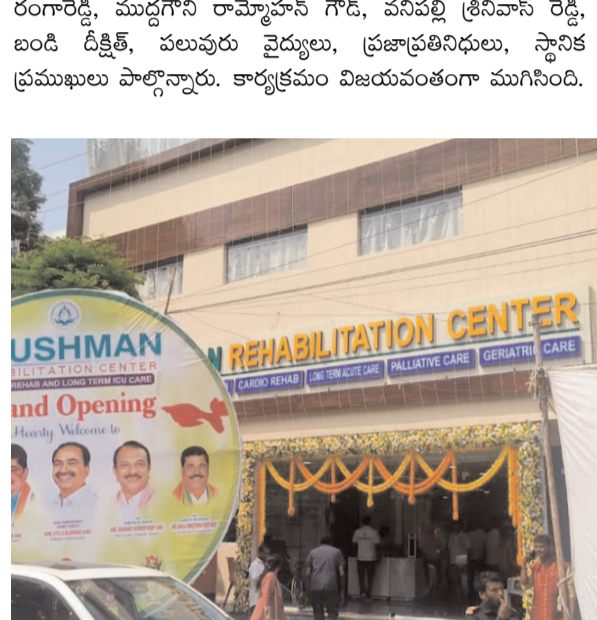 రంగారెడ్డి, ముద్దగౌని రామ్మోహన్ గౌడ్, వనిపల్లి శ్రీనివాస్ రెడ్డి,
బండి దీక్షిత్, పలువురు వైద్యులు, ప్రజాప్రతినిధులు, స్థానిక
ప్రముఖులు పాల్గొన్నారు. కార్యక్రమం విజయవంతంగా ముగిసింది.
N REHABILITATION CENTER
CARDIO REHAB LONG TERM ACUTE CARE PALLIATIVE CARE GERIATRIC CARE
USHMAN
BILITATION CENTER
REHAB AND LONG TERM ICU CARE
and Opening
Hearty Welcome to